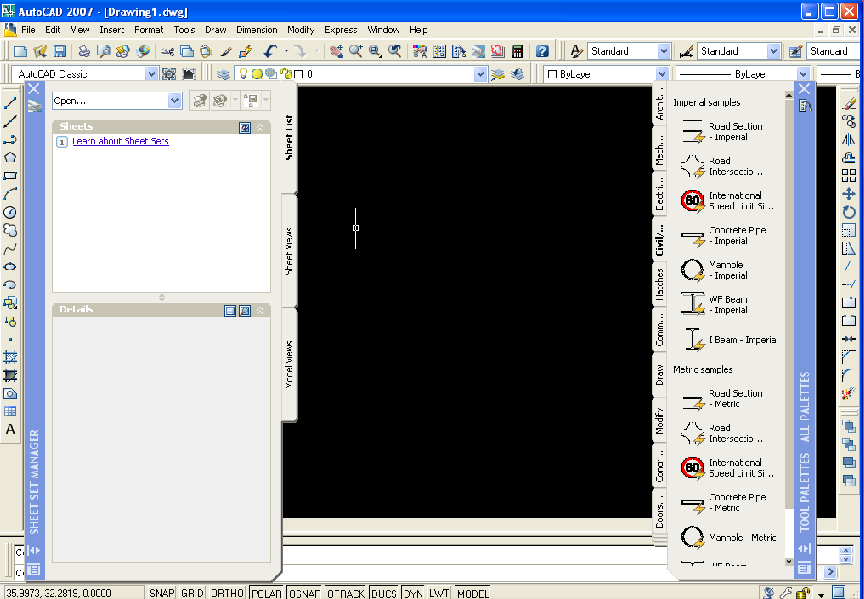 AutoCAD 2007 - [Drawing1.dwg]
File Edit View Insert Format Tools Draw Dimension Modify Express Window Help
Standard Standard Standard
AutoCAD Classic 0 ByLayer ByLayer
Open...
Sheets
Learn about Sheet Sets
Details
SHEET SET MANAGER
Sheet List
Sheet Views
Model Views
Archit...
Mech...
Electri...
Civil/...
Hatches
Comm...
Draw
Modify
Doors...
Imperial samples
Road Section
- Imperial
Road
Intersectio...
60
International
Speed Limit Si...
Concrete Pipe
- Imperial
Manhole
- Imperial
WF Beam
- Imperial
I Beam - Imperia
Metric samples
Road Section
- Metric
Road
Intersectio...
60
International
Speed Limit Si...
Concrete Pipe
- Metric
Manhole - Metric
WF Beam
TOOL PALETTES - ALL PALETTES
A
35.9973, 32.2819, 0.0000 SNAP GRID ORTHO POLAR OSNAP OTRACK DUCS DYN LWT MODEL